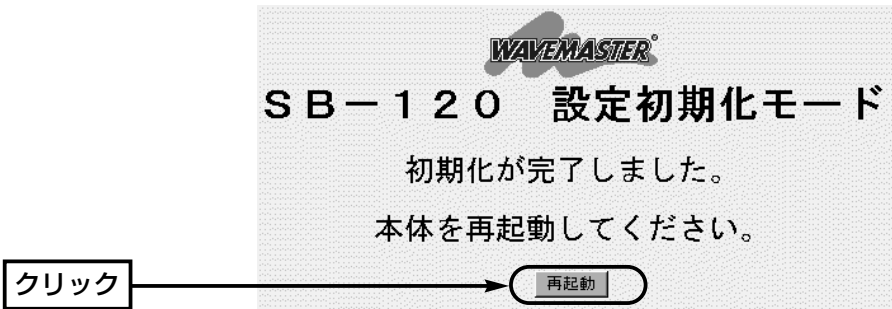 WAVEMASTER®
SB－120　設定初期化モード
初期化が完了しました。
本体を再起動してください。
クリック
再起動